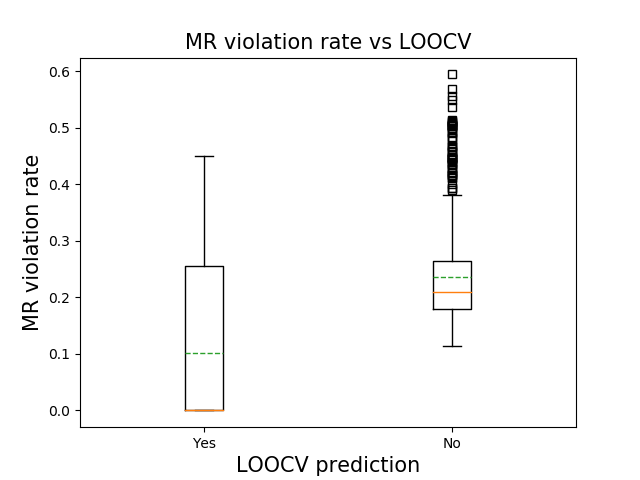 MR violation rate vs LOOCV
MR violation rate
0.6
0.5
0.4
0.3
0.2
0.1
0.0
Yes
No
LOOCV prediction